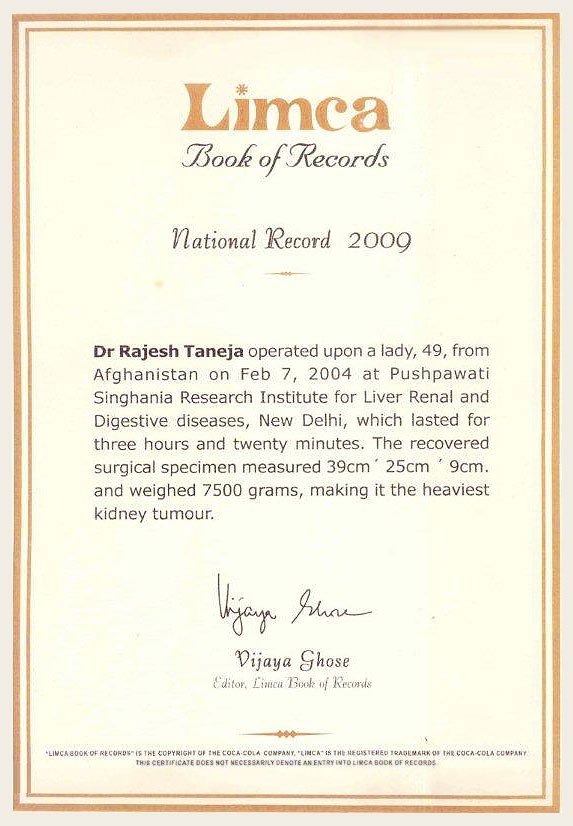 Limca
Book of Records
National Record 2009
Dr Rajesh Taneja operated upon a lady, 49, from
Afghanistan on Feb 7, 2004 at Pushpawati
Singhania Research Institute for Liver Renal and
Digestive diseases, New Delhi, which lasted for
three hours and twenty minutes. The recovered
surgical specimen measured 39cm ´ 25cm ´ 9cm.
and weighed 7500 grams, making it the heaviest
kidney tumour.
Vijaya Ghose
Vijaya Ghose
Editor, Limca Book of Records
"LIMCA BOOK OF RECORDS" IS THE COPYRIGHT OF THE COCA-COLA COMPANY. "LIMCA" IS THE REGISTERED TRADEMARK OF THE COCA-COLA COMPANY.
THIS CERTIFICATE DOES NOT NECESSARILY DENOTE AN ENTRY INTO LIMCA BOOK OF RECORDS.